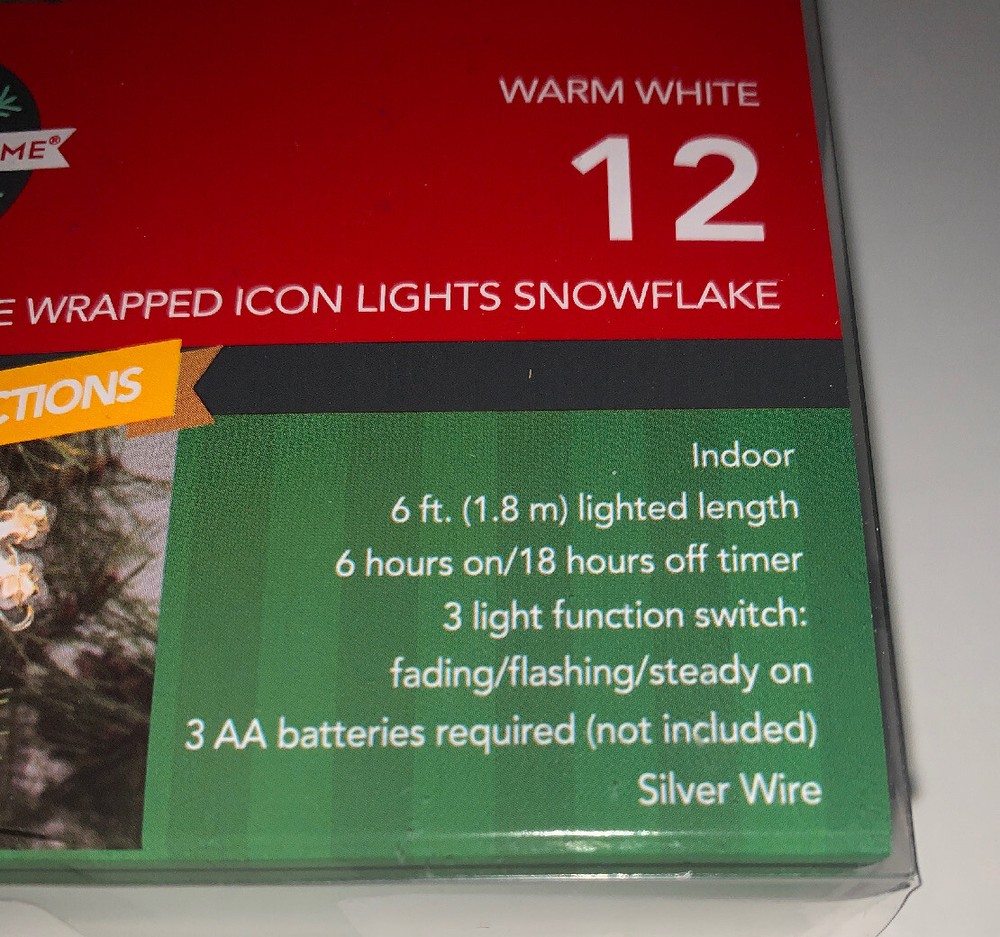 WARM WHITE
12
ME®
E WRAPPED ICON LIGHTS SNOWFLAKE
CTIONS
Indoor
6 ft. (1.8 m) lighted length
6 hours on/18 hours off timer
3 light function switch:
fading/flashing/steady on
3 AA batteries required (not included)
Silver Wire